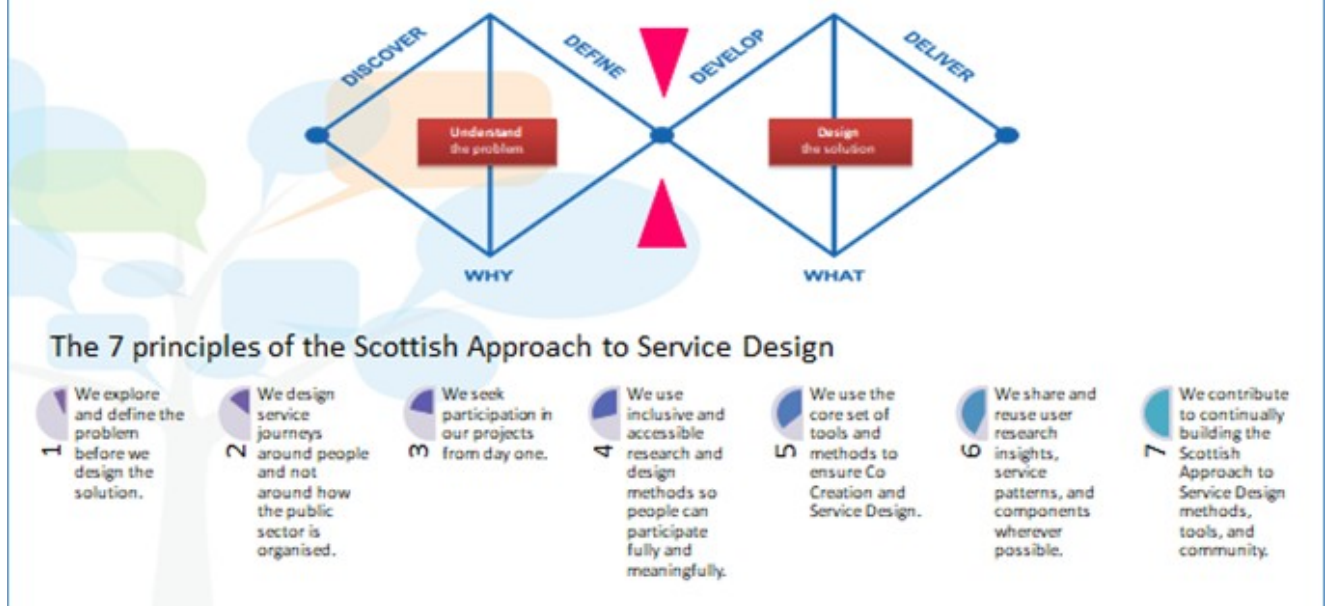 DISCOVER
DEFINE
DEVELOP
DELIVER
Understand
the problem
Design
the solution
WHY
WHAT
The 7 principles of the Scottish Approach to Service Design
1
We explore
and define the
problem
before we
design the
solution.
2
We design
service
journeys
around people
and not
around how
the public
sector is
organised.
3
We seek
participation in
our projects
from day one.
4
We use
inclusive and
accessible
research and
design
methods so
people can
participate
fully and
meaningfully.
5
We use the
core set of
tools and
methods to
ensure Co
Creation and
Service Design.
6
We share and
reuse user
research
insights,
service
patterns, and
components
wherever
possible.
7
We contribute
to continually
building the
Scottish
Approach to
Service Design
methods,
tools, and
community.